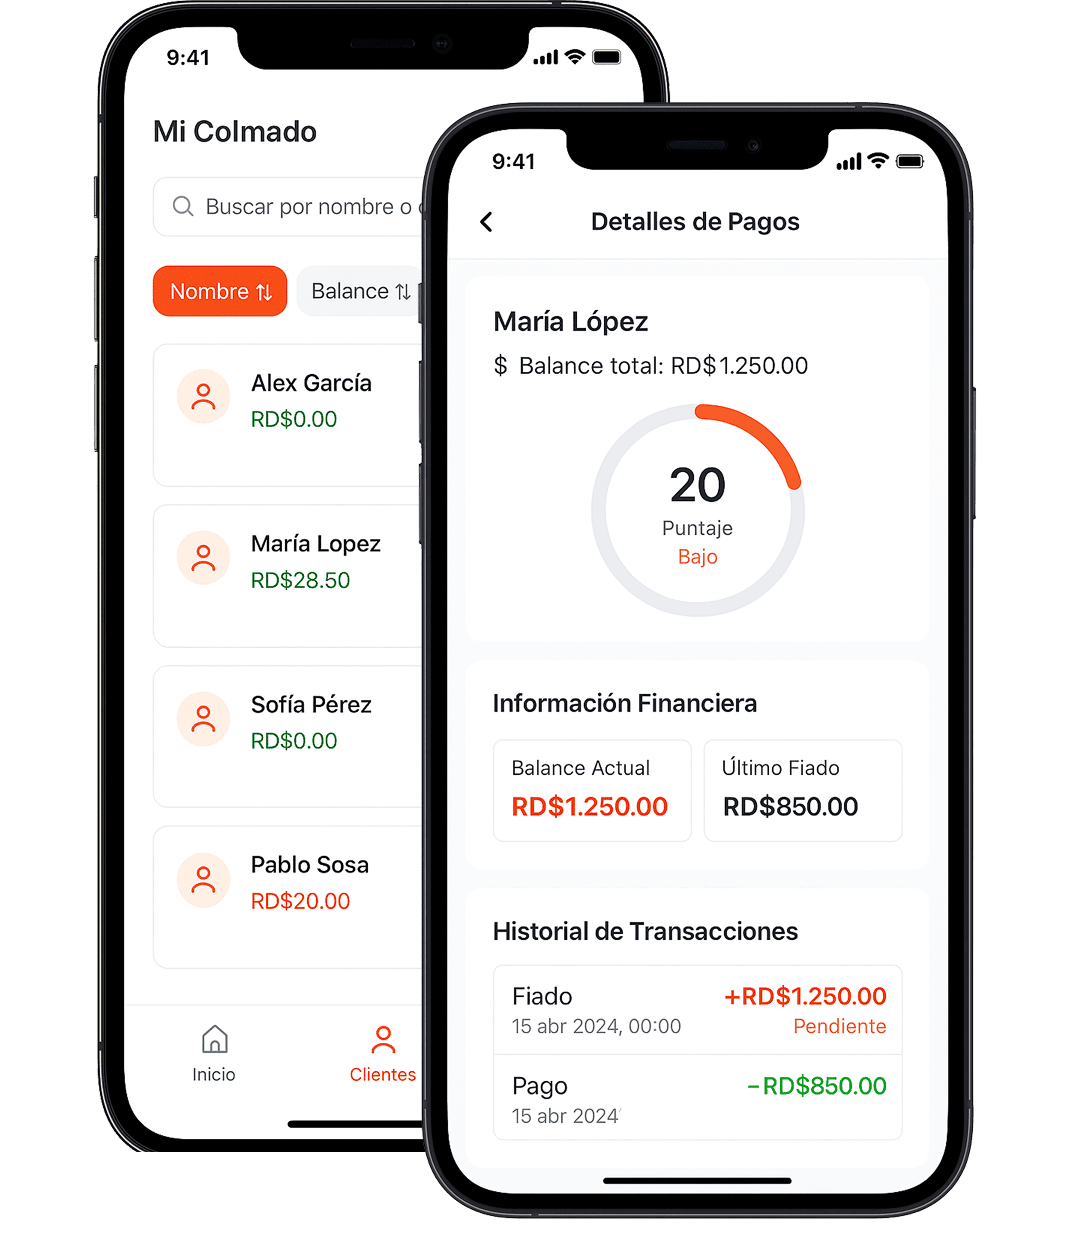 9:41
Mi Colmado
Buscar por nombre o
Nombre
Balance
Alex García
RD$0.00
María Lopez
RD$28.50
Sofía Pérez
RD$0.00
Pablo Sosa
RD$20.00
Inicio
Clientes
9:41
Detalles de Pagos
María López
$ Balance total: RD$1.250.00
20
Puntaje
Bajo
Información Financiera
Balance Actual
RD$1.250.00
Último Fiado
RD$850.00
Historial de Transacciones
Fiado
+RD$1.250.00
15 abr 2024, 00:00
Pendiente
Pago
−RD$850.00
15 abr 2024